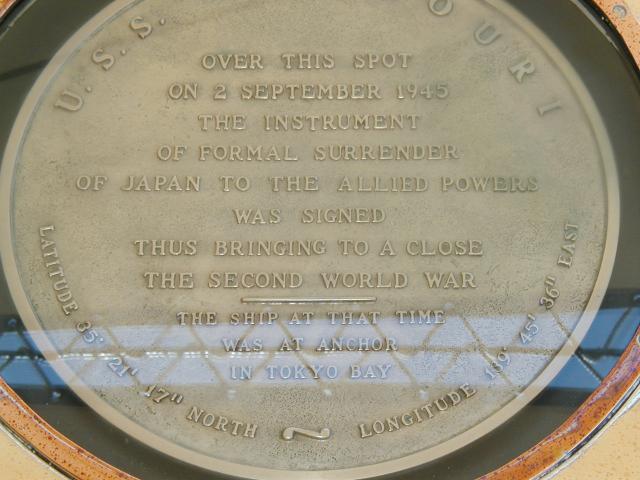 U.S.S. OURI
OVER THIS SPOT
ON 2 SEPTEMBER 1945
THE INSTRUMENT
OF FORMAL SURRENDER
OF JAPAN TO THE ALLIED POWERS
WAS SIGNED
THUS BRINGING TO A CLOSE
THE SECOND WORLD WAR
THE SHIP AT THAT TIME
WAS AT ANCHOR
IN TOKYO BAY
LATITUDE 35° 21' 17" NORTH ~ LONGITUDE 139° 45' 36" EAST